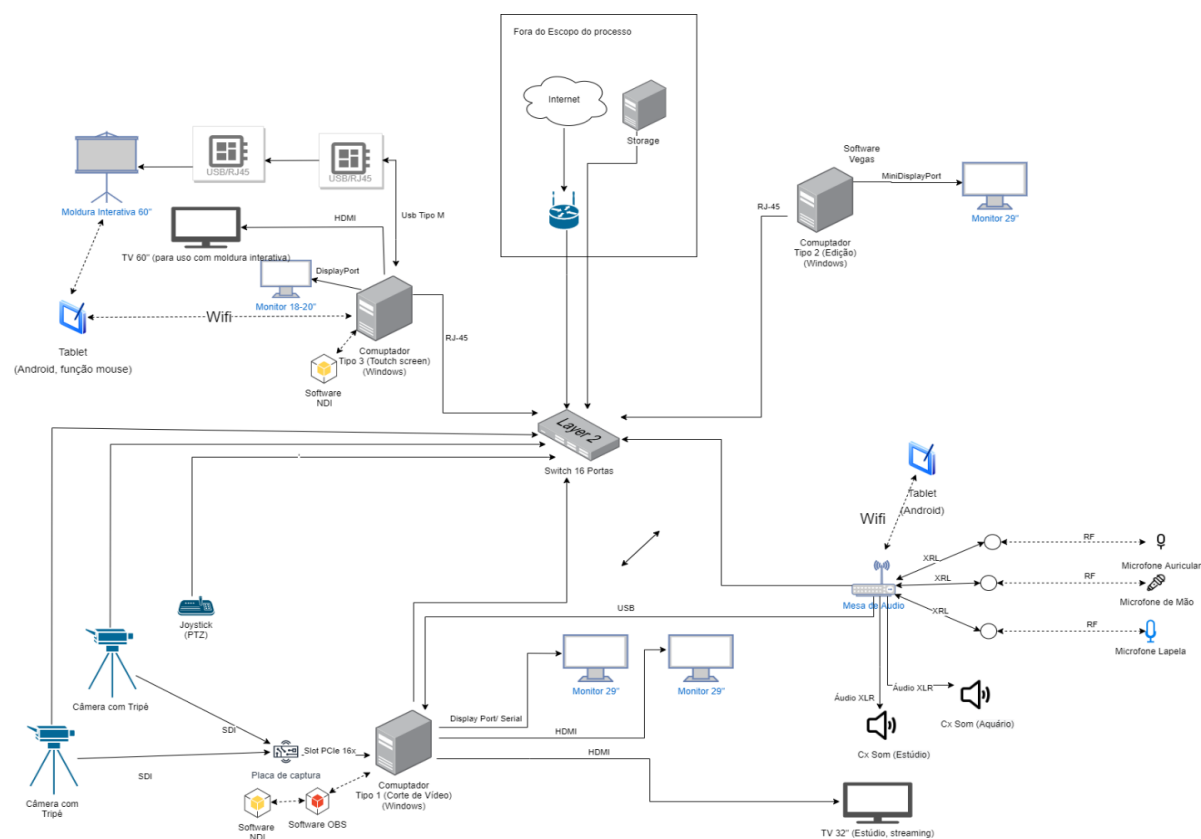 Fora do Escopo do processo
Internet
Storage
USB/RJ45
USB/RJ45
Moldura Interativa 60"
Usb Tipo M
HDMI
TV 60" (para uso com moldura interativa)
DisplayPort
Monitor 18-20"
Wifi
Tablet
(Android, função mouse)
Comuptador
Tipo 3 (Toutch screen)
(Windows)
Software
NDI
RJ-45
Software
Vegas
MiniDisplayPort
Monitor 29"
RJ-45
Comuptador
Tipo 2 (Edição)
(Windows)
Layer 2
Switch 16 Portas
Tablet
(Android)
Wifi
XRL
RF
Microfone Auricular
XRL
RF
Microfone de Mão
XRL
RF
Microfone Lapela
Mesa de Audio
USB
Áudio XLR
Cx Som (Aquário)
Áudio XLR
Cx Som (Estúdio)
Joystick
(PTZ)
Câmera com Tripé
SDI
Câmera com
Tripé
SDI
Placa de captura
Slot PCIe 16x
Software
NDI
Software OBS
Comuptador
Tipo 1 (Corte de Vídeo)
(Windows)
Display Port/ Serial
Monitor 29"
HDMI
Monitor 29"
HDMI
TV 32" (Estúdio, streaming)